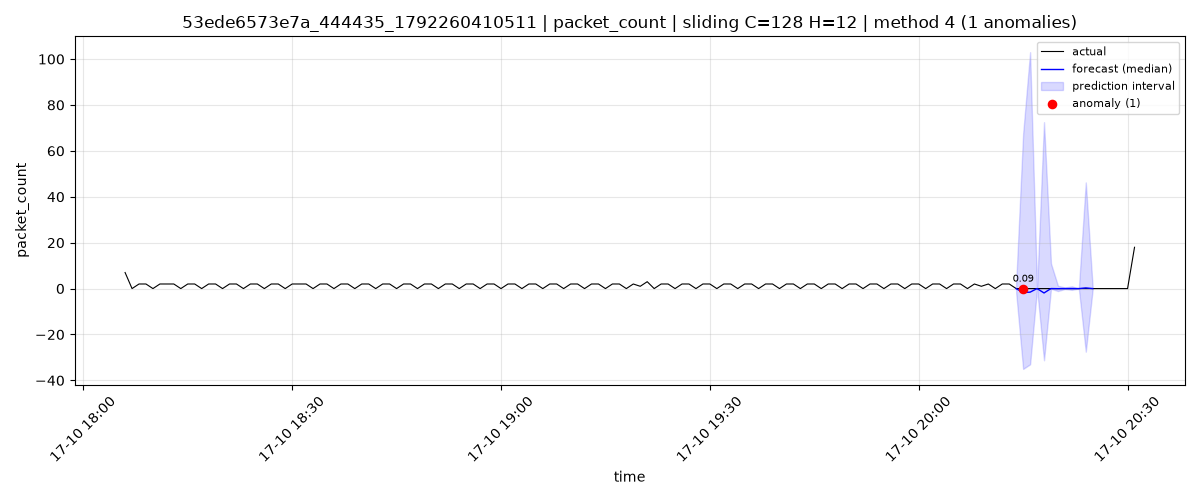 53ede6573e7a_444435_1792260410511 | packet_count | sliding C=128 H=12 | method 4 (1 anomalies)
packet_count
100
80
60
40
20
0
−20
−40
actual
forecast (median)
prediction interval
anomaly (1)
0.09
17-10 18:00
17-10 18:30
17-10 19:00
17-10 19:30
17-10 20:00
17-10 20:30
time